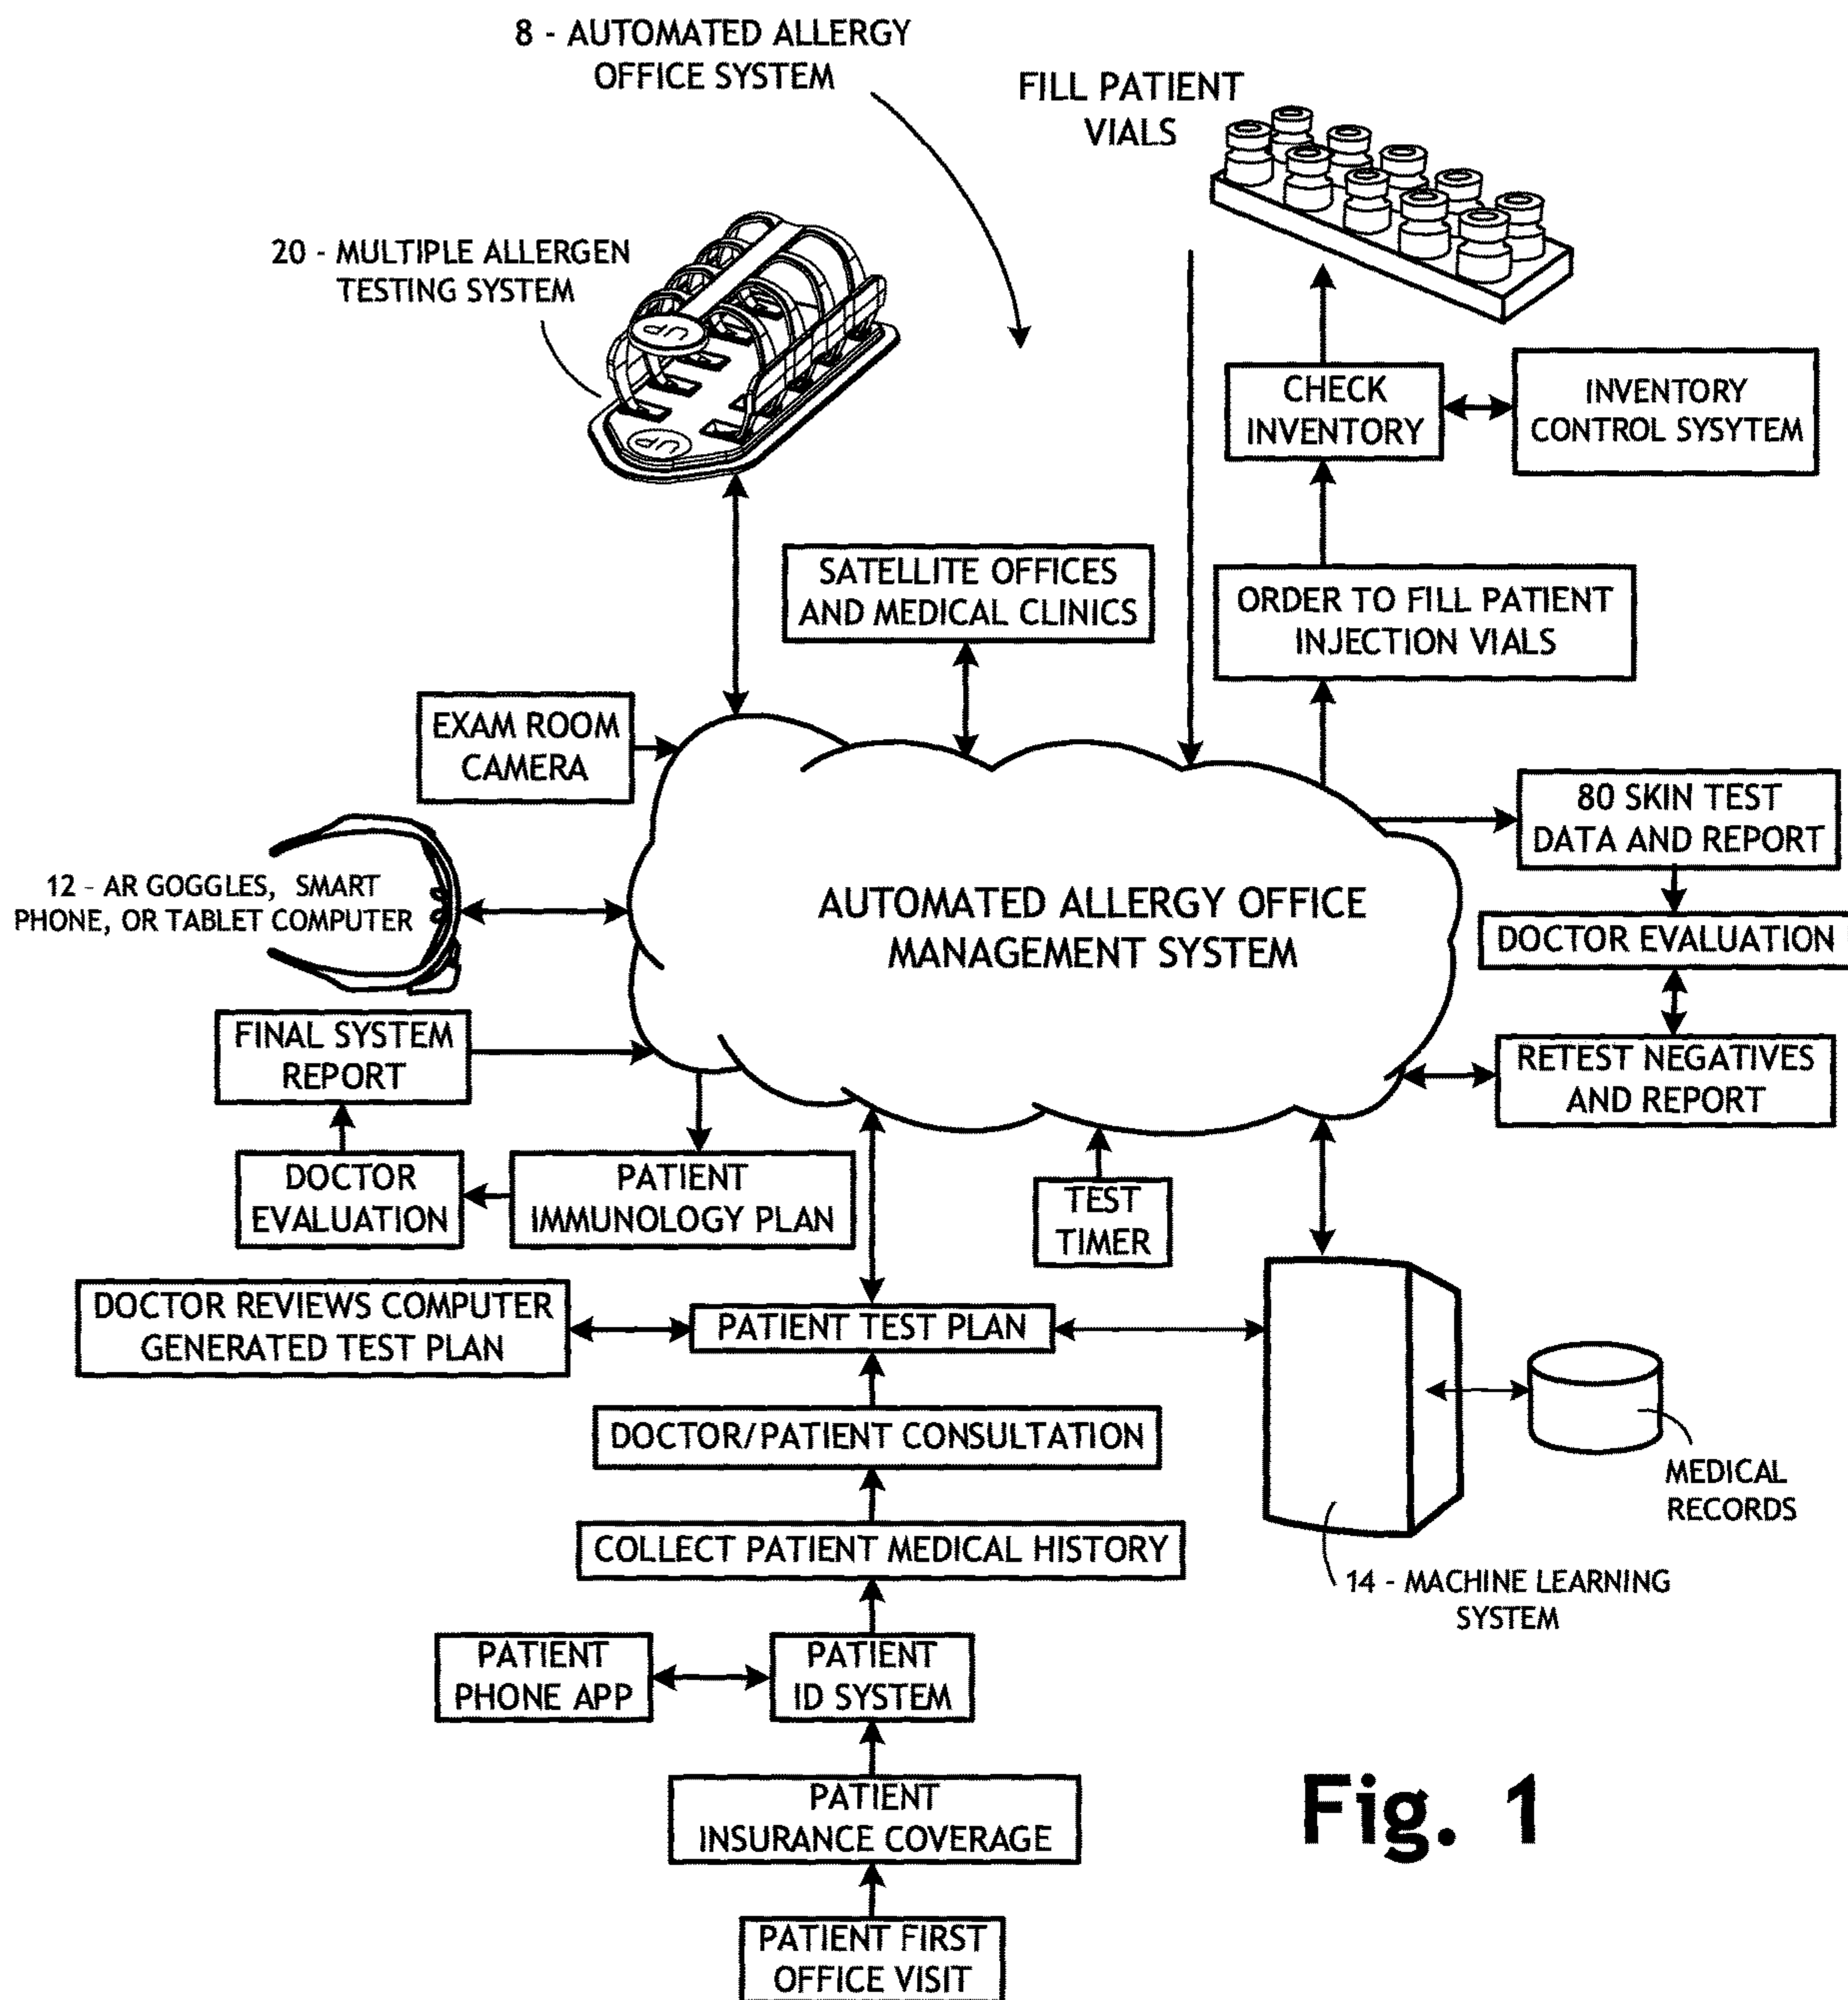 8 - AUTOMATED ALLERGY
OFFICE SYSTEM
FILL PATIENT
VIALS
20 - MULTIPLE ALLERGEN
TESTING SYSTEM
UP
UP
CHECK
INVENTORY
INVENTORY
CONTROL SYSYTEM
SATELLITE OFFICES
AND MEDICAL CLINICS
ORDER TO FILL PATIENT
INJECTION VIALS
EXAM ROOM
CAMERA
80 SKIN TEST
DATA AND REPORT
12 - AR GOGGLES, SMART
PHONE, OR TABLET COMPUTER
AUTOMATED ALLERGY OFFICE
MANAGEMENT SYSTEM
DOCTOR EVALUATION
FINAL SYSTEM
REPORT
RETEST NEGATIVES
AND REPORT
DOCTOR
EVALUATION
PATIENT
IMMUNOLOGY PLAN
TEST
TIMER
DOCTOR REVIEWS COMPUTER
GENERATED TEST PLAN
PATIENT TEST PLAN
DOCTOR/PATIENT CONSULTATION
MEDICAL
RECORDS
COLLECT PATIENT MEDICAL HISTORY
14 - MACHINE LEARNING
SYSTEM
PATIENT
PHONE APP
PATIENT
ID SYSTEM
PATIENT
INSURANCE COVERAGE
Fig. 1
PATIENT FIRST
OFFICE VISIT